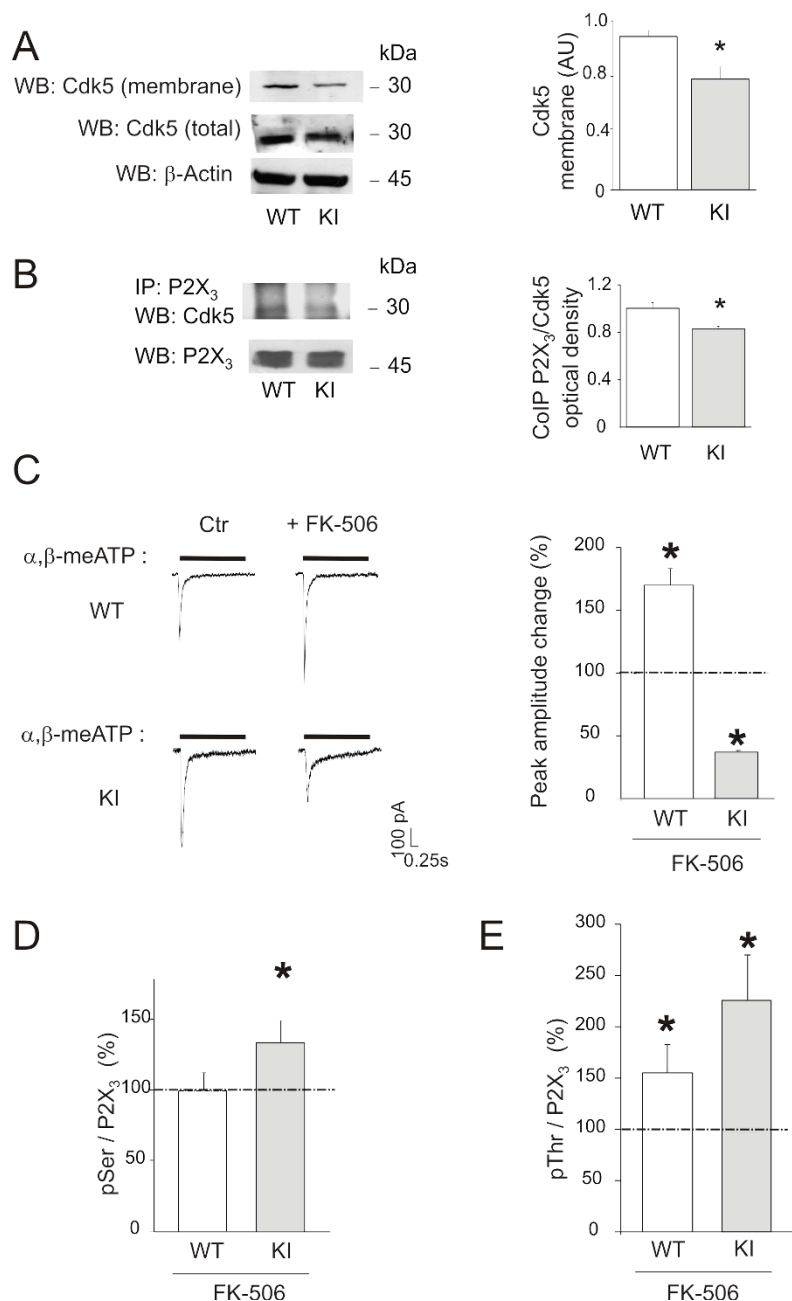 A
kDa
WB: Cdk5 (membrane)
– 30
WB: Cdk5 (total)
– 30
WB: β-Actin
– 45
WT KI
Cdk5
membrane (AU)
1.0
0.8
0.4
0
*
WT KI
B
kDa
IP: P2X₃
WB: Cdk5
– 30
WB: P2X₃
– 45
WT KI
CoIP P2X₃/Cdk5
optical density
1.2
0.8
0.4
0
*
WT KI
C
Ctr + FK-506
α,β-meATP :
WT
α,β-meATP :
KI
100 pA
0.25s
Peak amplitude change (%)
200
150
100
50
0
*
*
WT KI
FK-506
D
pSer / P2X₃ (%)
150
100
50
0
*
WT KI
FK-506
E
pThr / P2X₃ (%)
300
250
200
150
100
50
0
*
*
WT KI
FK-506